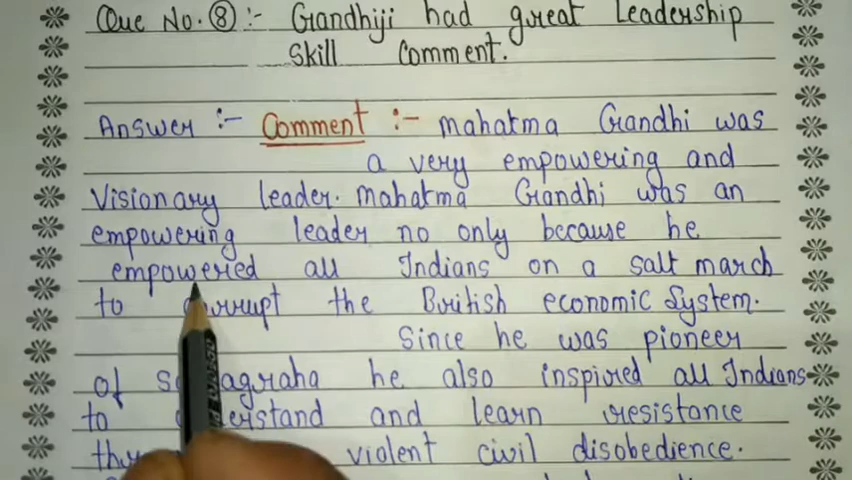 Que No. ⑧ :- Gandhiji had great Leadership
Skill Comment.
Answer :- Comment :- mahatma Gandhi was
a very empowering and
Visionary leader. mahatma Gandhi was an
empowering leader no only because he
empowered all Indians on a salt march
to the British economic System.
Since he was pioneer
of he also inspired all Indians
to and learn resistance
violent civil disobedience.